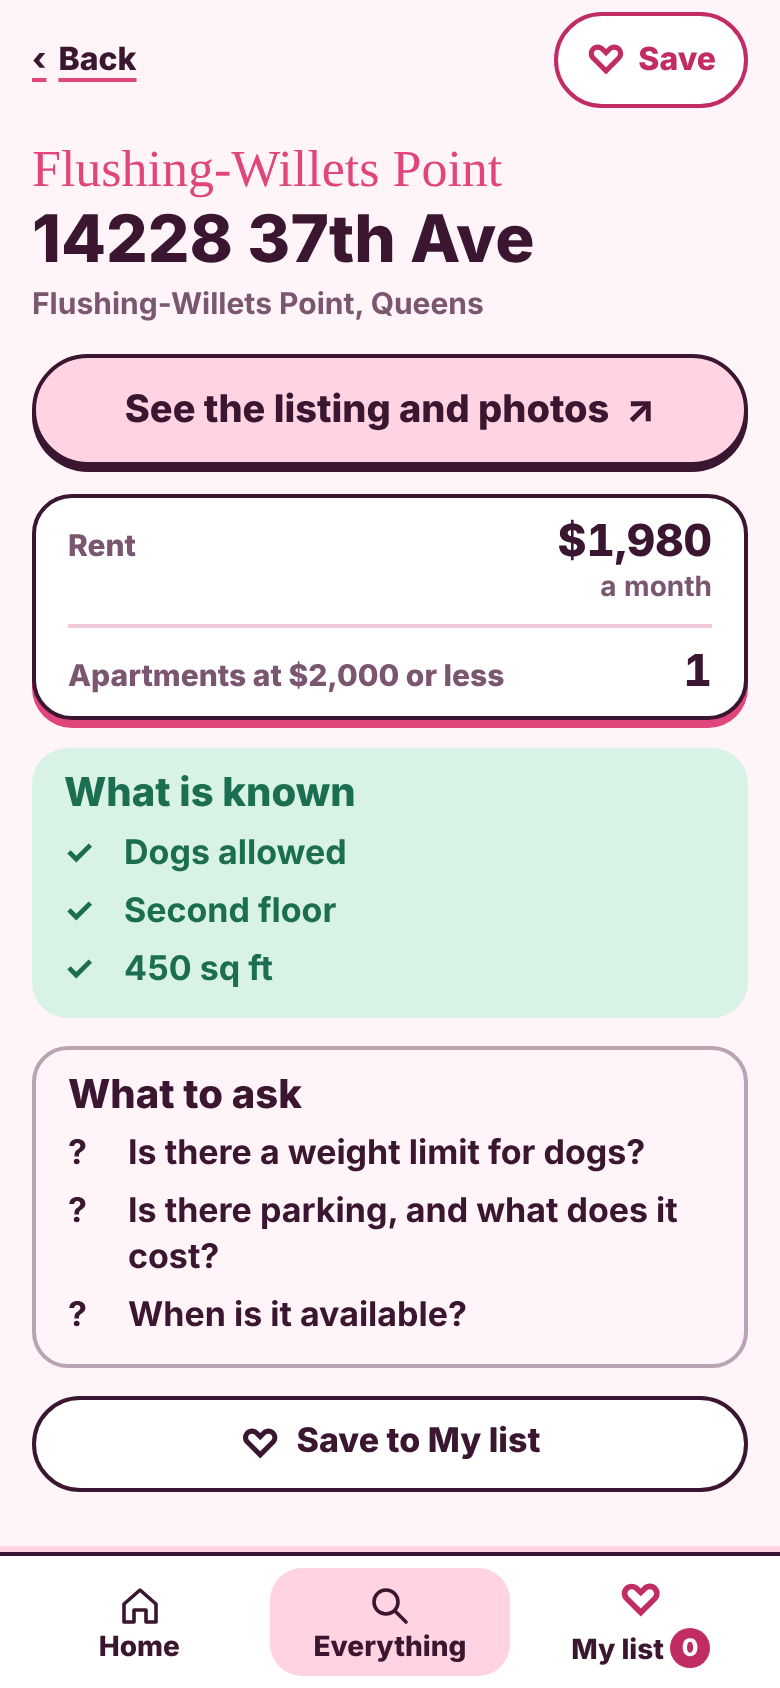 ‹ Back
Save
Flushing-Willets Point
14228 37th Ave
Flushing-Willets Point, Queens
See the listing and photos ↗
Rent
$1,980
a month
Apartments at $2,000 or less
1
What is known
✓ Dogs allowed
✓ Second floor
✓ 450 sq ft
What to ask
? Is there a weight limit for dogs?
? Is there parking, and what does it
cost?
? When is it available?
Save to My list
Home
Everything
My list 0